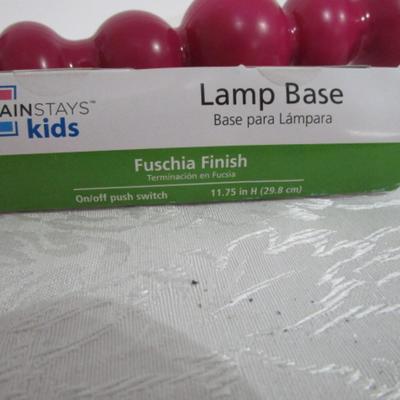 AINSTAYS™
kids
Lamp Base
Base para Lámpara
Fuschia Finish
Terminación en Fucsia
On/off push switch 11.75 in H (29.8 cm)